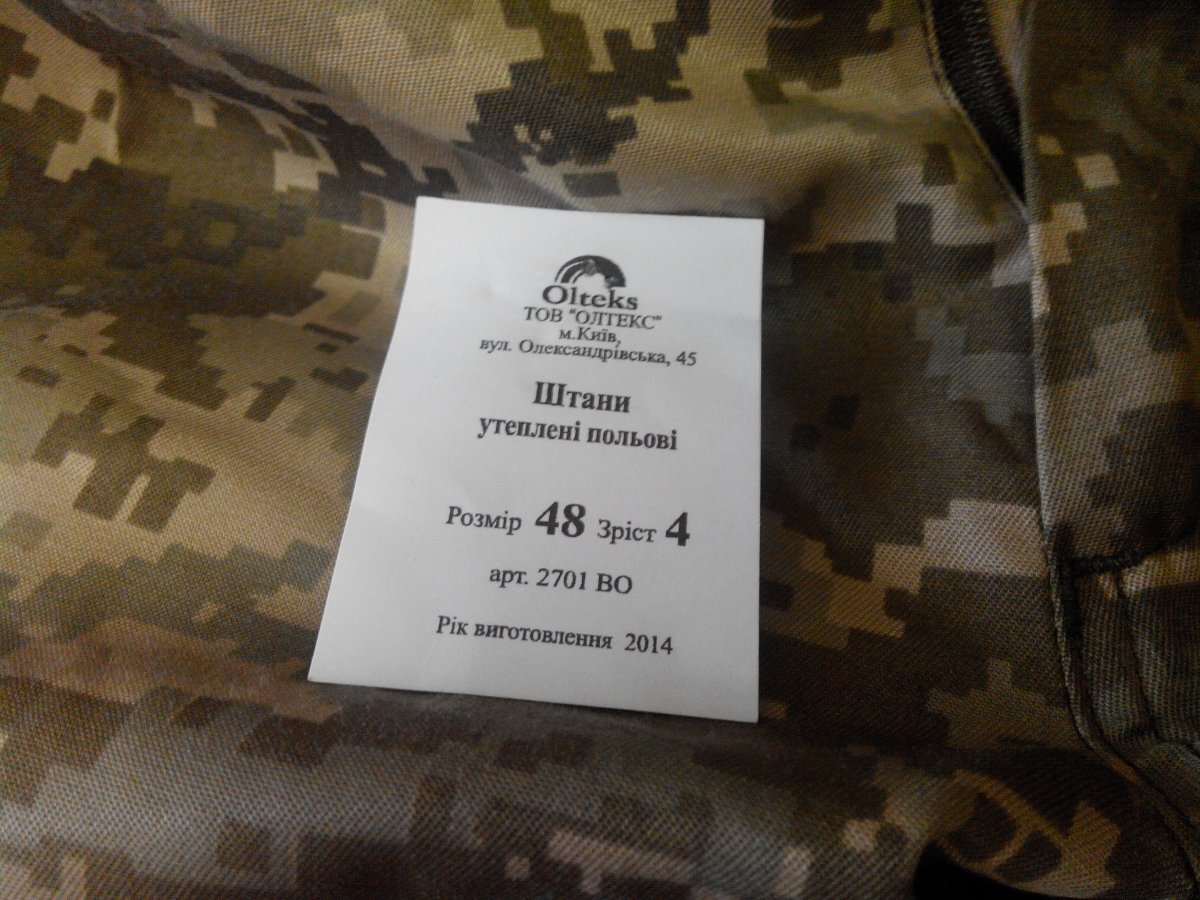 Olteks
ТОВ "ОЛТЕКС"
м.Київ,
вул. Олександрівська, 45
Штани
утеплені польові
Розмір 48 Зріст 4
арт. 2701 ВО
Рік виготовлення 2014